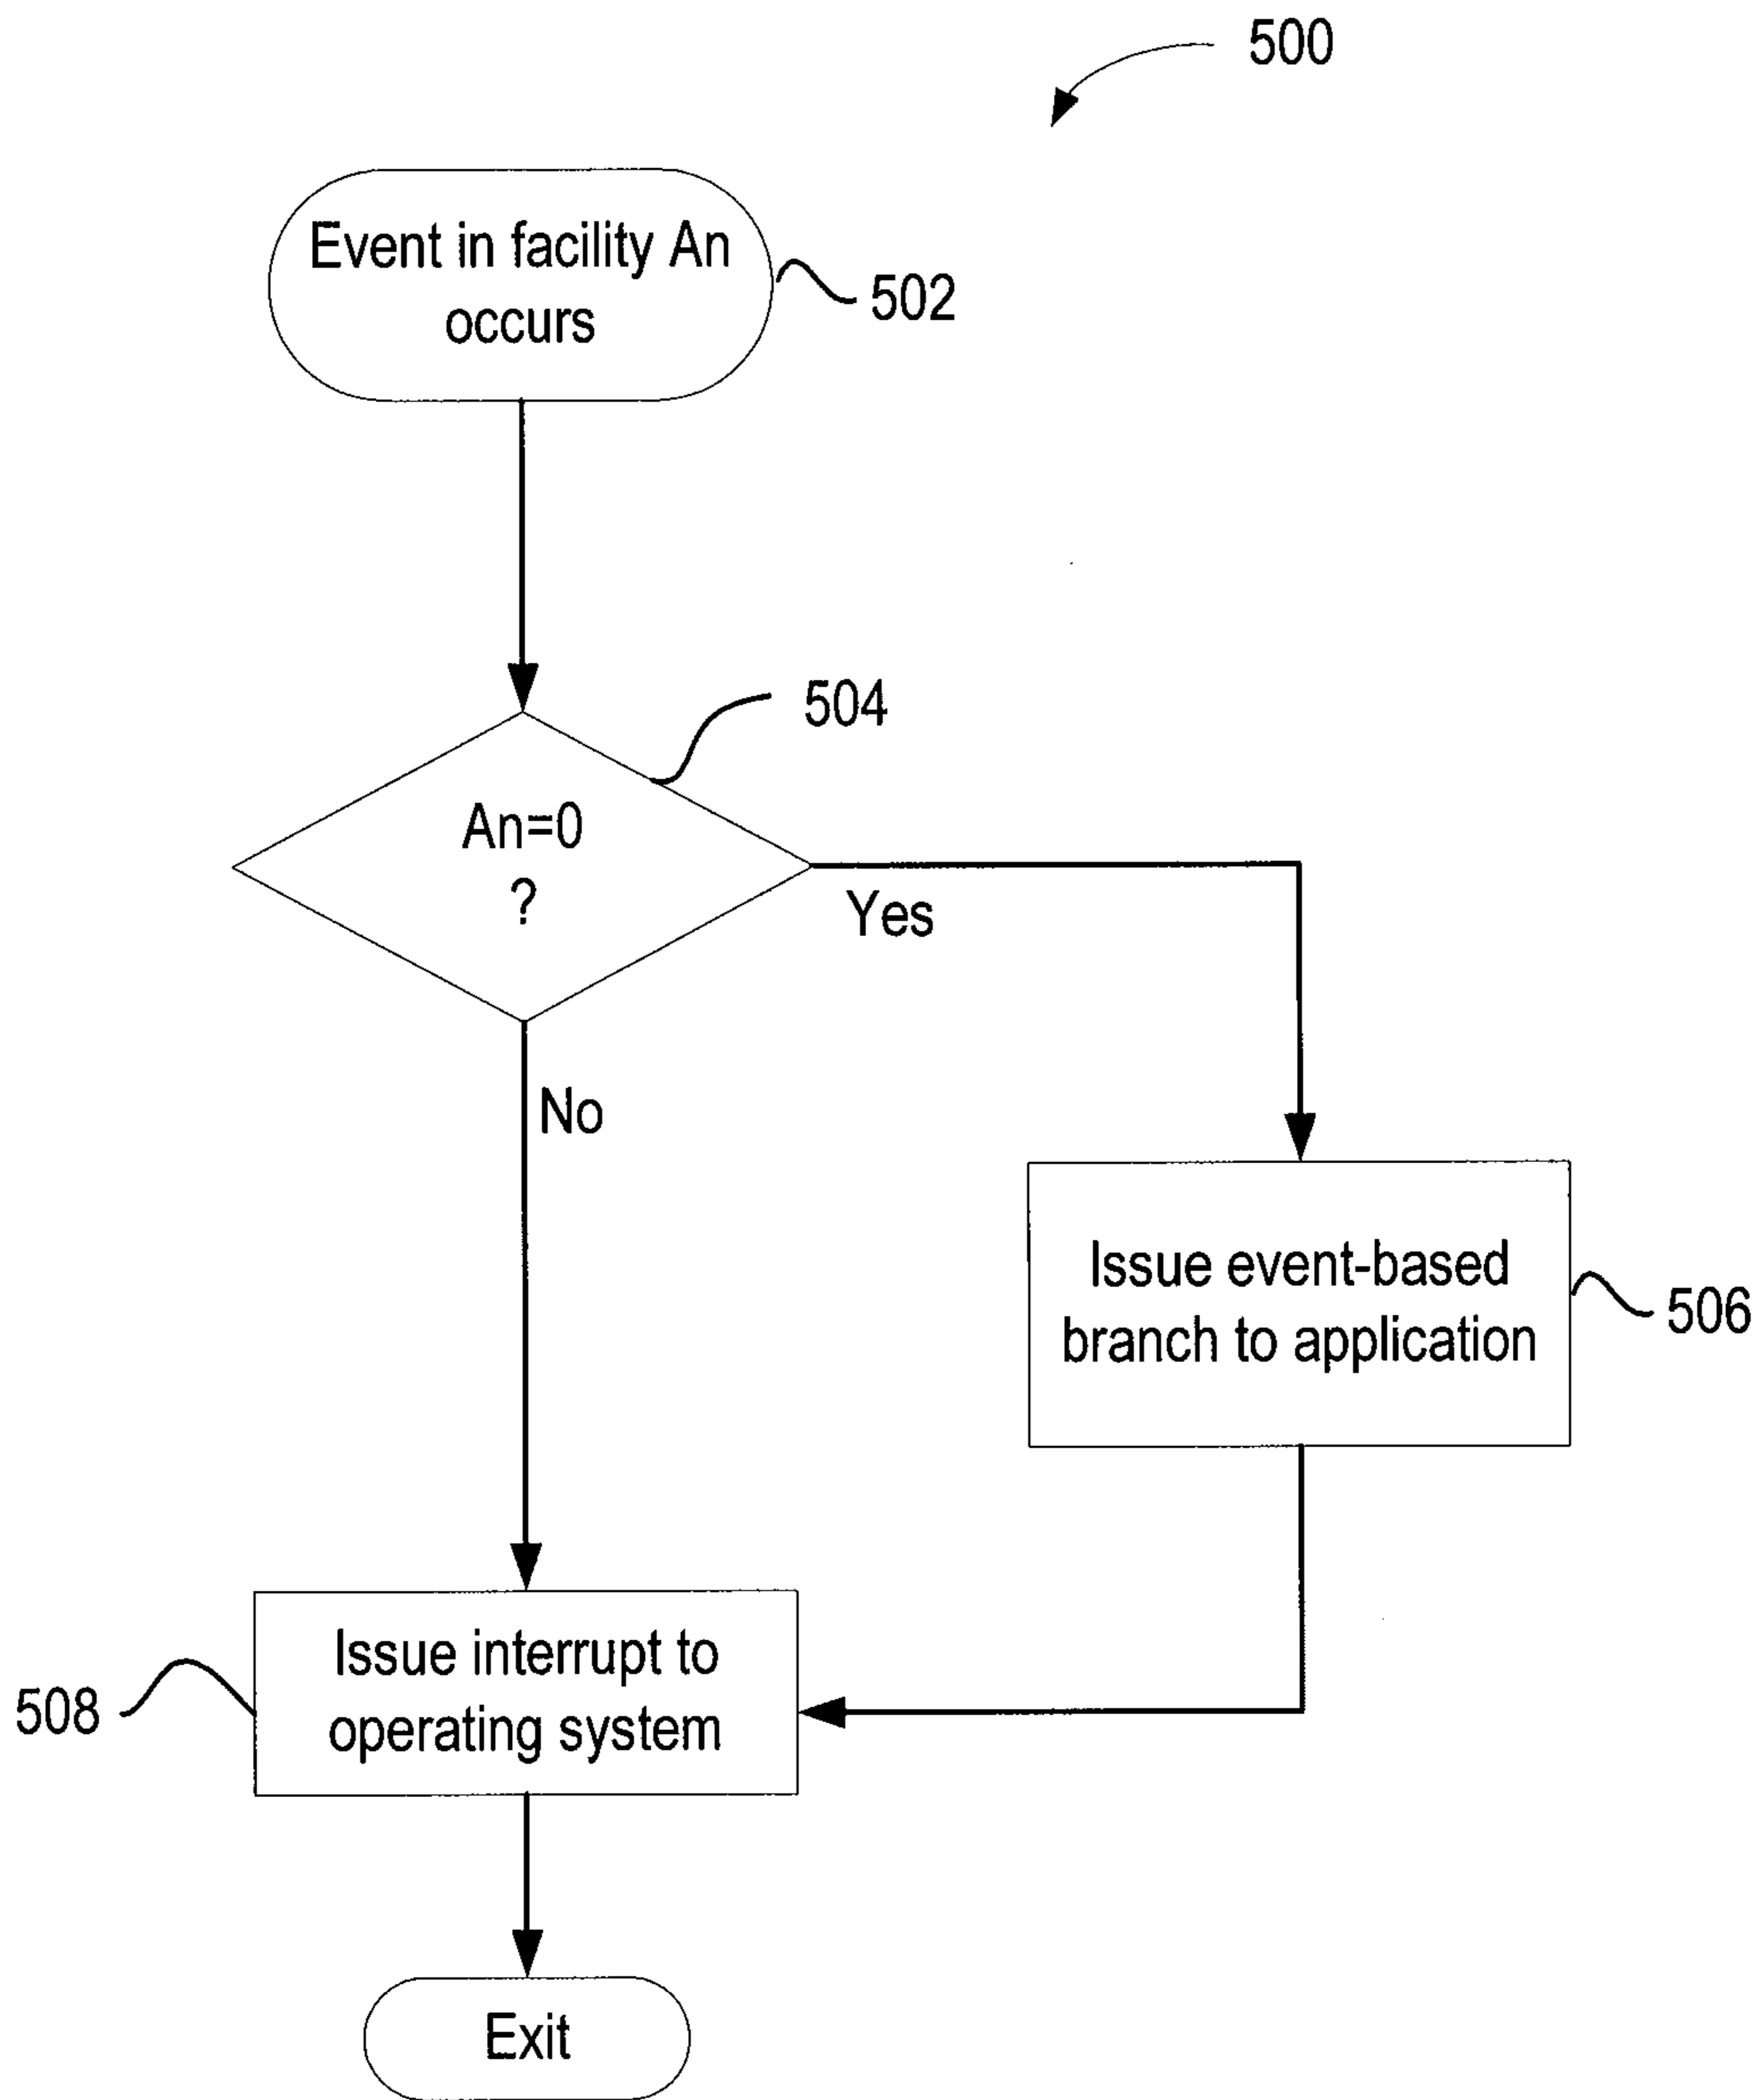 500
Event in facility An
occurs
502
504
An=0
?
Yes
No
Issue event-based
branch to application
506
Issue interrupt to
operating system
508
Exit